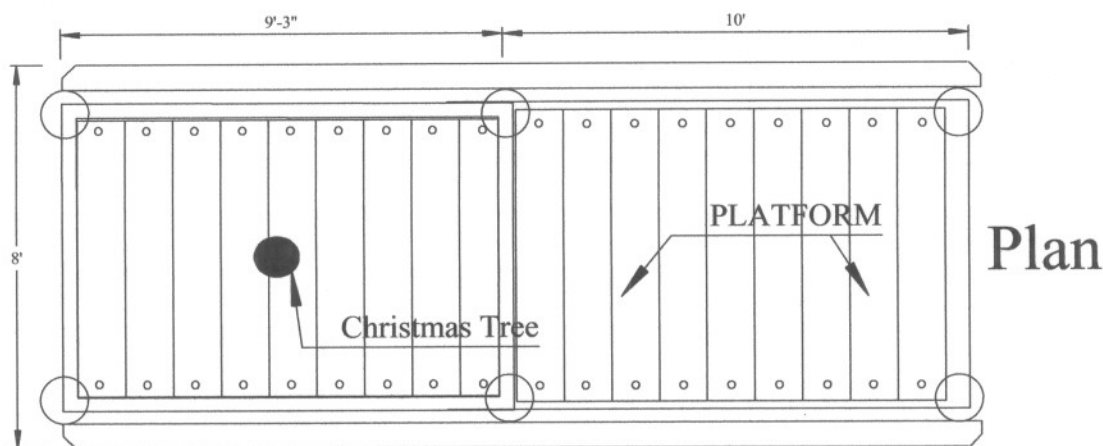 9'-3"
10'
8'
PLATFORM
Plan
Christmas Tree